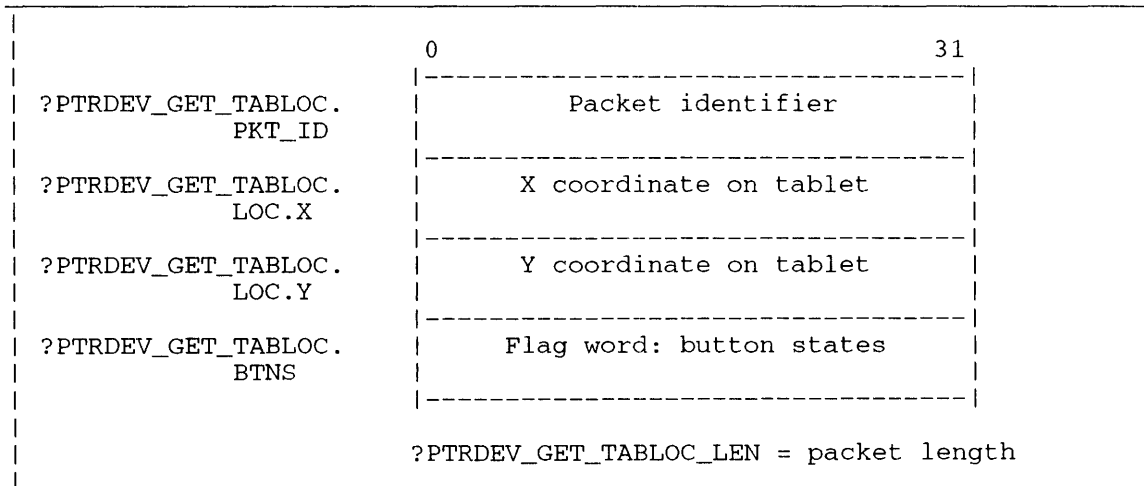 0 31
?PTRDEV_GET_TABLOC. Packet identifier
PKT_ID
?PTRDEV_GET_TABLOC. X coordinate on tablet
LOC.X
?PTRDEV_GET_TABLOC. Y coordinate on tablet
LOC.Y
?PTRDEV_GET_TABLOC. Flag word: button states
BTNS
?PTRDEV_GET_TABLOC_LEN = packet length